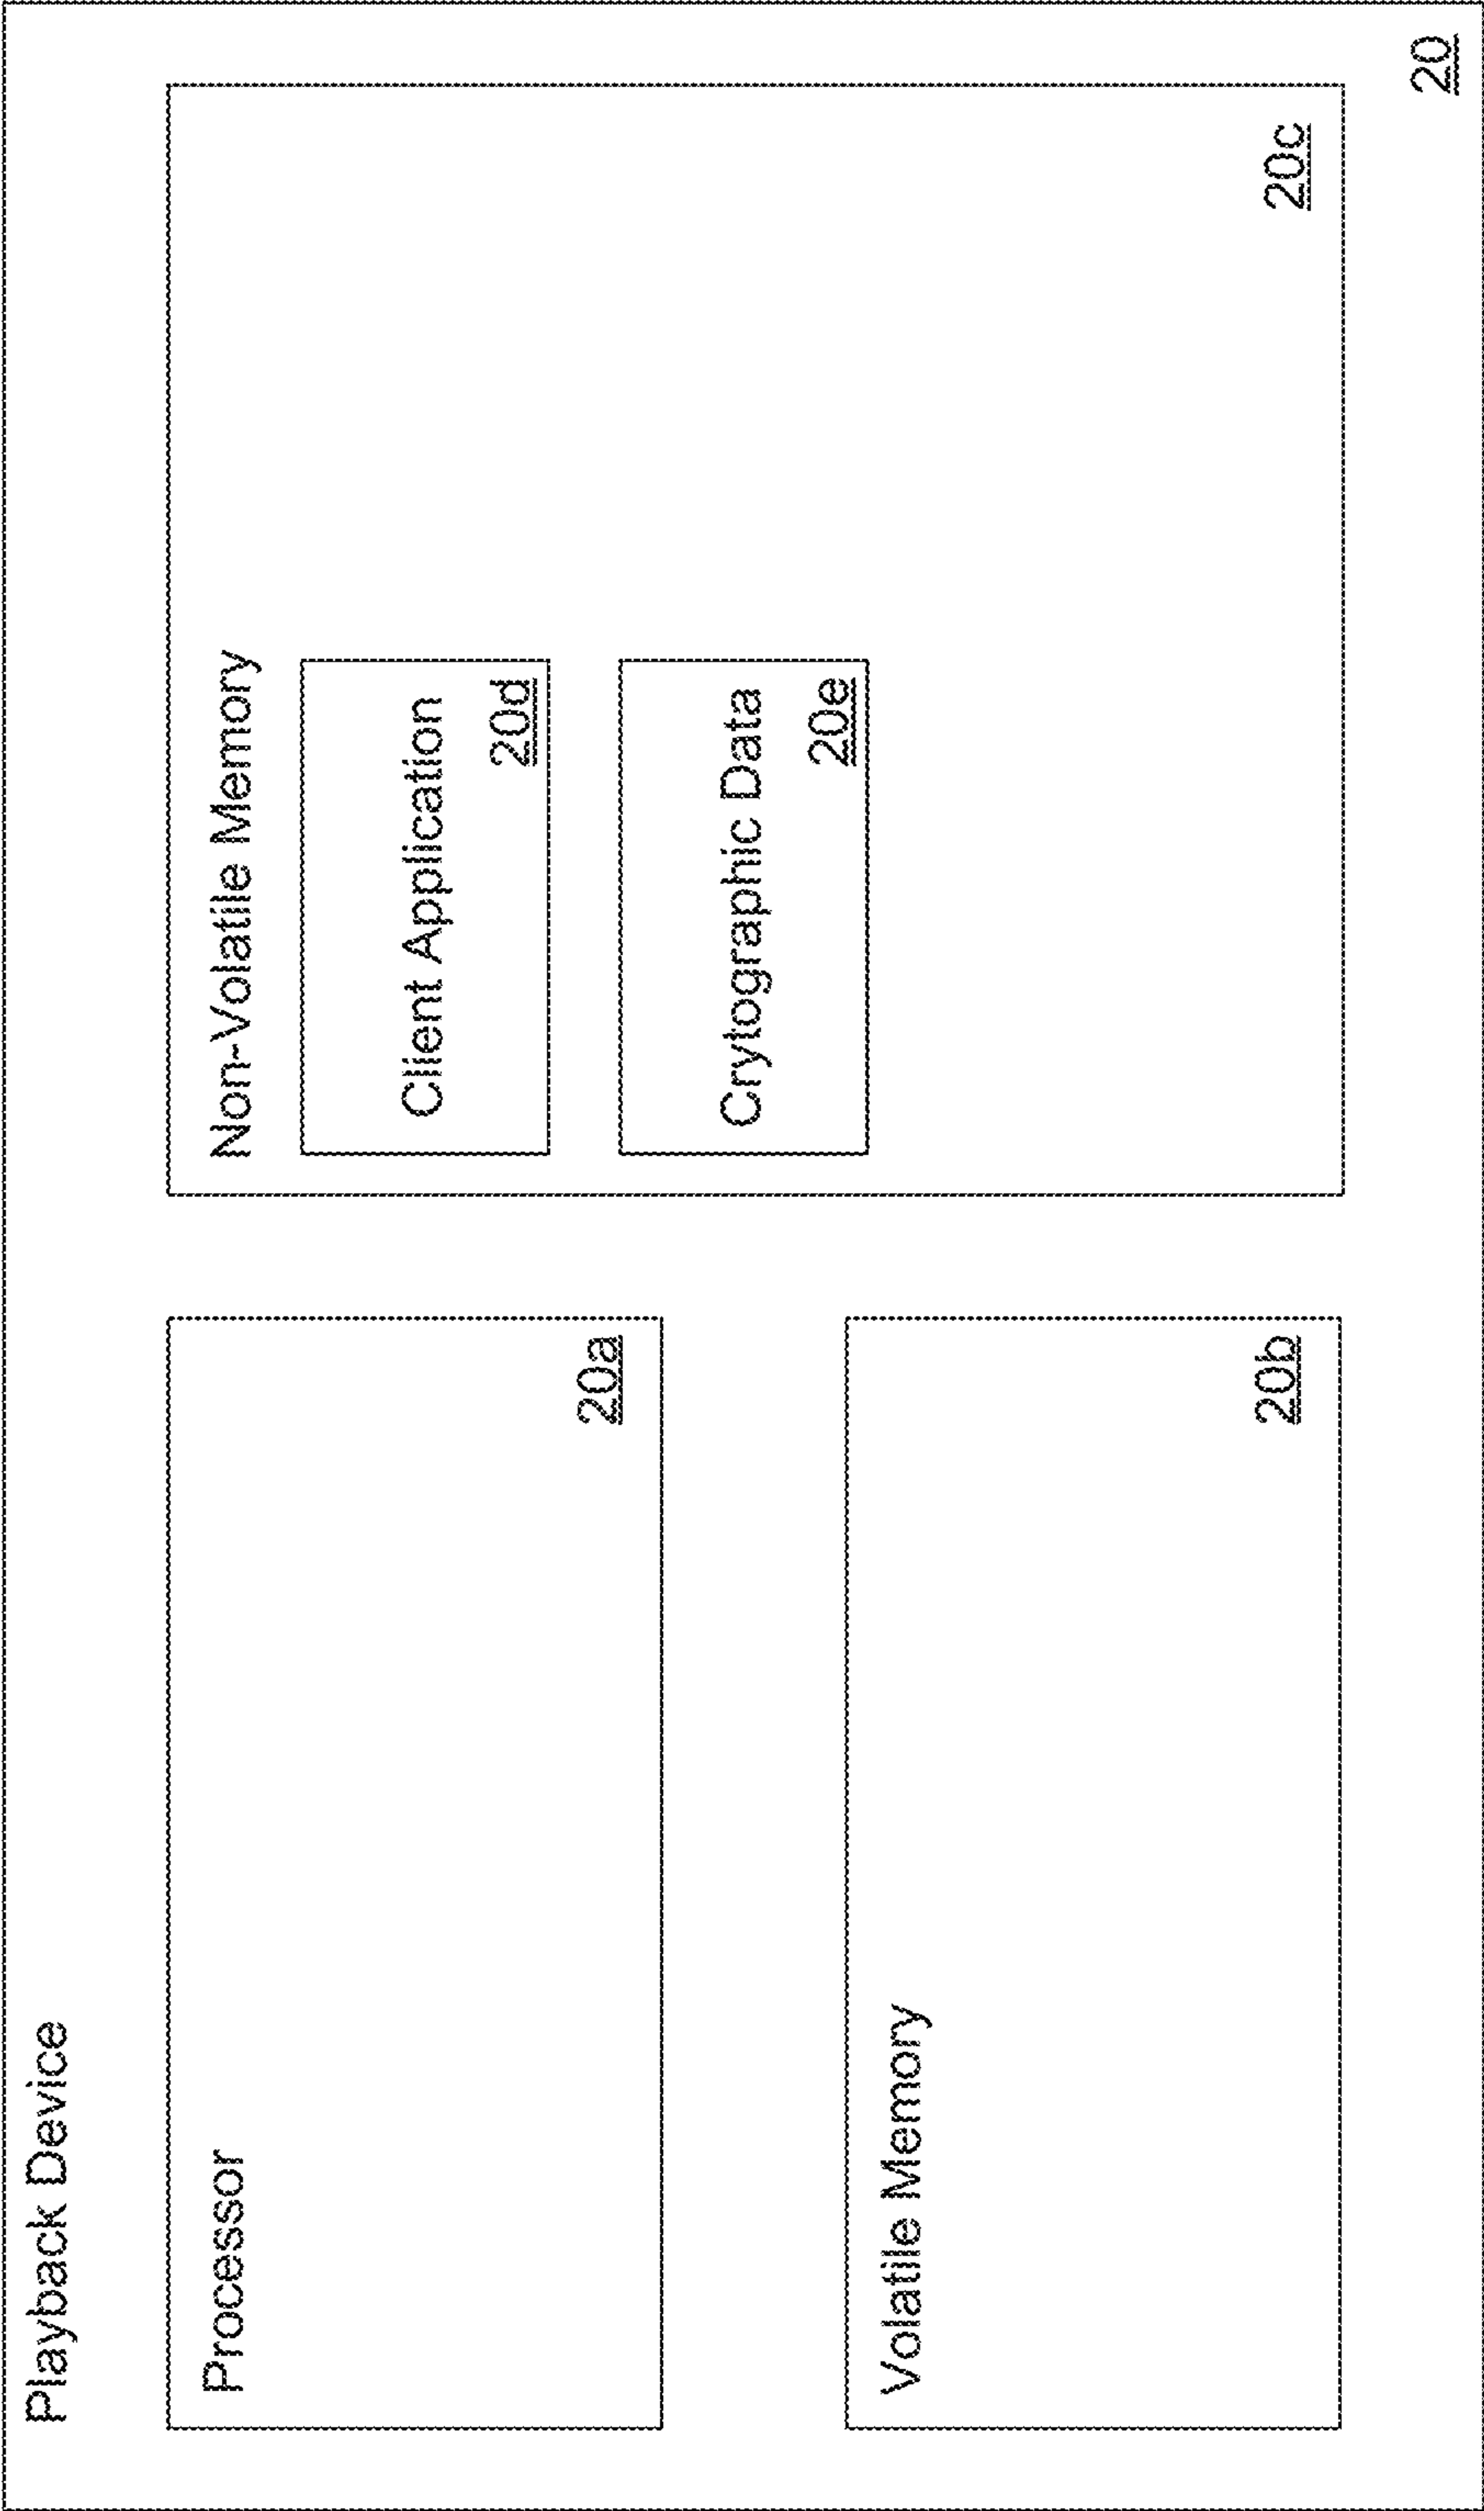 Playback Device
Processor
20a
Volatile Memory
20b
Non-Volatile Memory
Client Application
20d
Crytographic Data
20e
20c
20